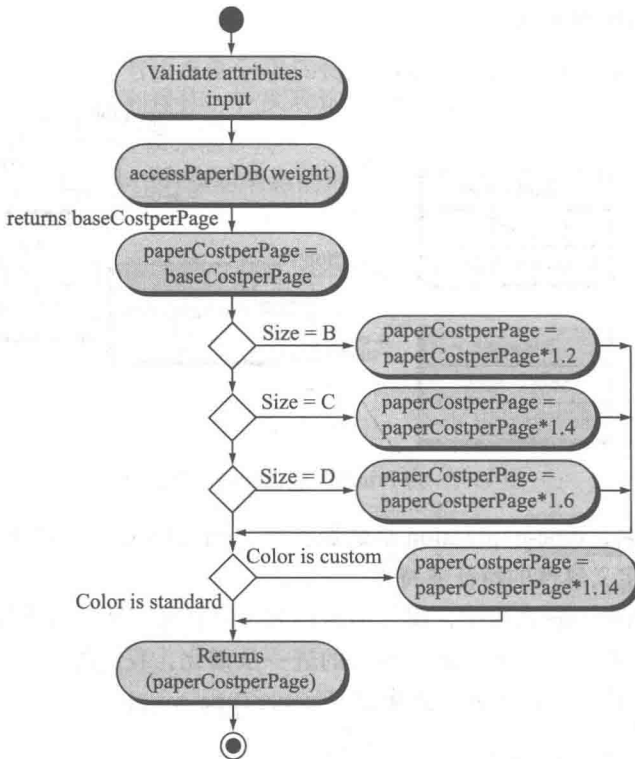 Validate attributes
input
accessPaperDB(weight)
returns baseCostperPage
paperCostperPage =
baseCostperPage
Size = B
paperCostperPage =
paperCostperPage*1.2
Size = C
paperCostperPage =
paperCostperPage*1.4
Size = D
paperCostperPage =
paperCostperPage*1.6
Color is custom
paperCostperPage =
paperCostperPage*1.14
Color is standard
Returns
(paperCostperPage)